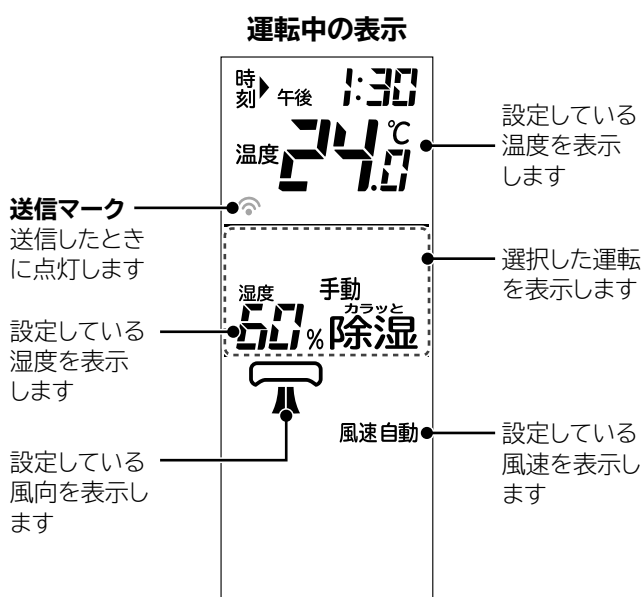 運転中の表示
時刻 午後 1:30
温度 24.0 ℃
設定している
温度を表示
します
送信マーク
送信したとき
に点灯します
選択した運転
を表示します
湿度 手動
カラッと
60% 除湿
設定している
湿度を表示
します
風速自動
設定している
風向を表示し
ます
設定している
風速を表示し
ます